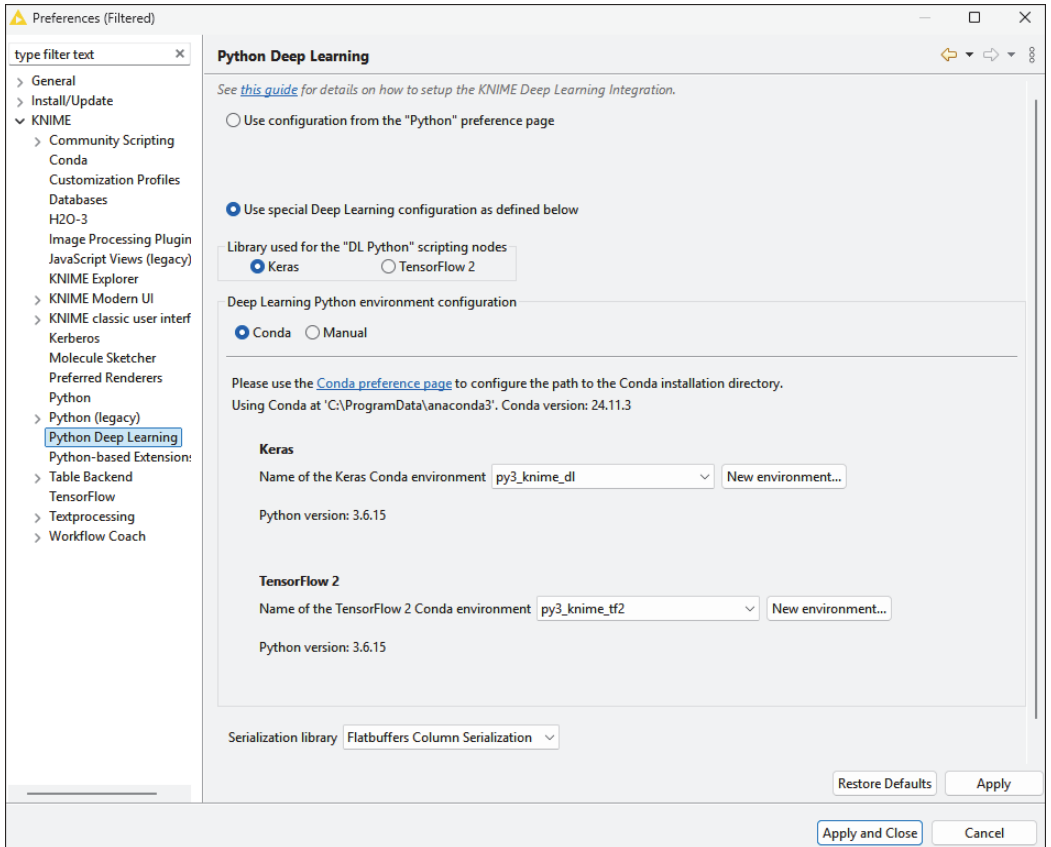 Preferences (Filtered)
type filter text
General
Install/Update
KNIME
Community Scripting
Conda
Customization Profiles
Databases
H2O-3
Image Processing Plugin
JavaScript Views (legacy)
KNIME Explorer
KNIME Modern UI
KNIME classic user interf
Kerberos
Molecule Sketcher
Preferred Renderers
Python
Python (legacy)
Python Deep Learning
Python-based Extension:
Table Backend
TensorFlow
Textprocessing
Workflow Coach
Python Deep Learning
See this guide for details on how to setup the KNIME Deep Learning Integration.
Use configuration from the "Python" preference page
Use special Deep Learning configuration as defined below
Library used for the "DL Python" scripting nodes
Keras TensorFlow 2
Deep Learning Python environment configuration
Conda Manual
Please use the Conda preference page to configure the path to the Conda installation directory.
Using Conda at 'C:\ProgramData\anaconda3'. Conda version: 24.11.3
Keras
Name of the Keras Conda environment py3_knime_dl New environment...
Python version: 3.6.15
TensorFlow 2
Name of the TensorFlow 2 Conda environment py3_knime_tf2 New environment...
Python version: 3.6.15
Serialization library Flatbuffers Column Serialization
Restore Defaults Apply
Apply and Close Cancel